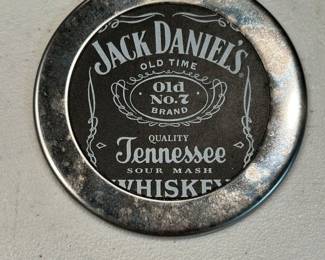 JACK DANIEL'S
OLD TIME
Old
No.7
BRAND
QUALITY
Tennessee
SOUR MASH
WHISKEY